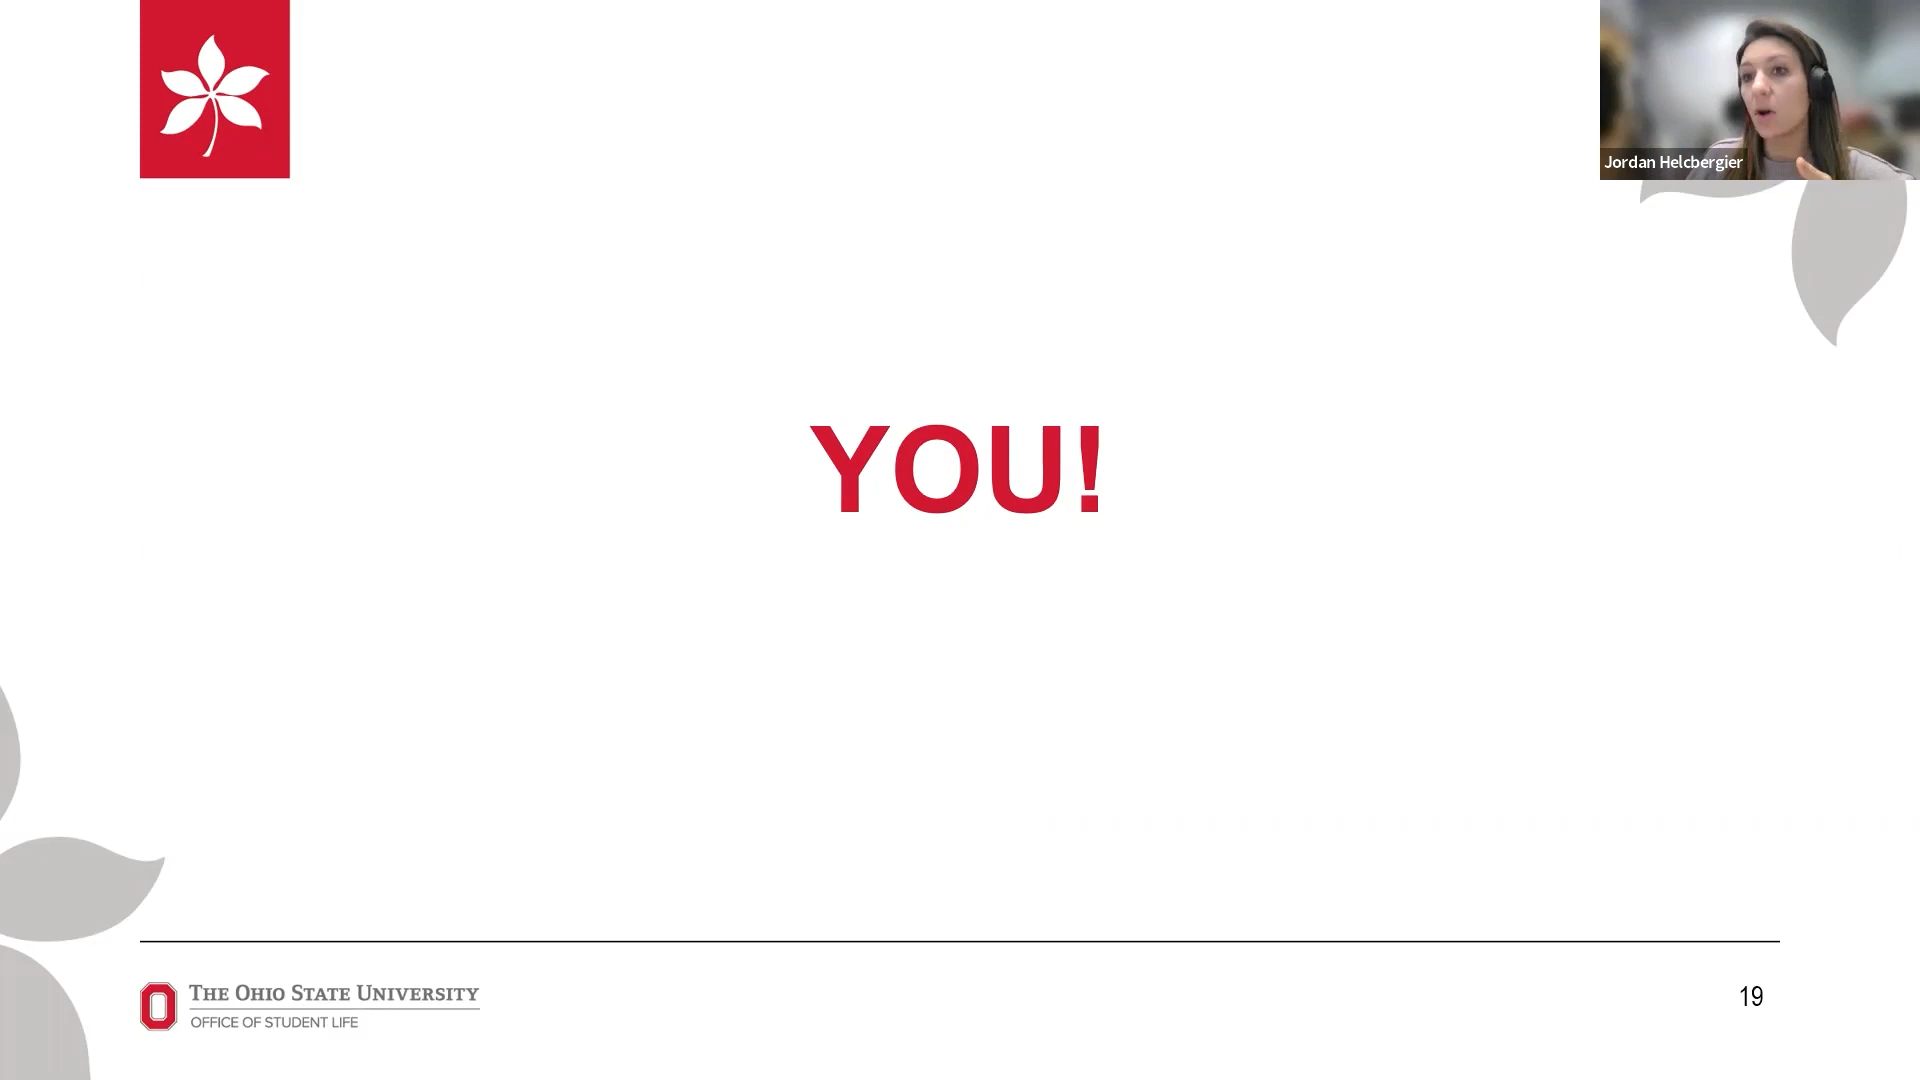 Jordan Helcbergier
YOU!
THE OHIO STATE UNIVERSITY
OFFICE OF STUDENT LIFE
19